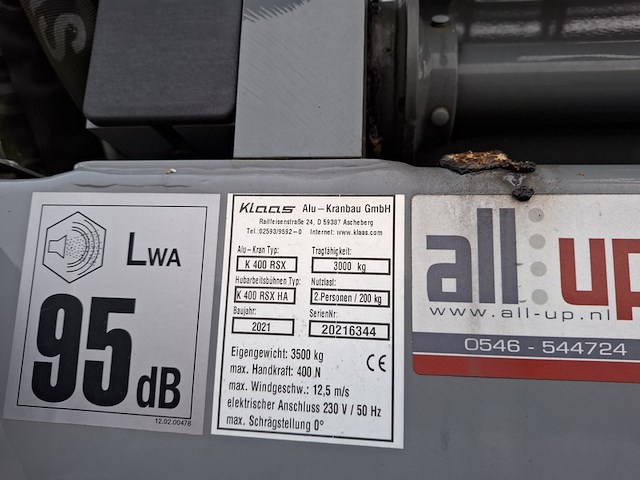 LWA
95 dB
12.02.00478
Klaas Alu-Kranbau GmbH
Raiffeisenstraße 24, D 59387 Ascheberg
Tel.:02593/9592-0 Internet: www.klaas.com
Alu-Kran Typ: Tragfähigkeit:
K 400 RSX 3000 kg
Hubarbeitsbühnen Typ: Nutzlast:
K 400 RSX HA 2.Personen / 200 kg
Baujahr: SerienNr:
2021 20216344
Eigengewicht: 3500 kg
max. Handkraft: 400 N
max. Windgeschw.: 12,5 m/s
elektrischer Anschluss 230 V / 50 Hz
max. Schrägstellung 0°
CE
all up
www.all-up.nl
0546 - 544724